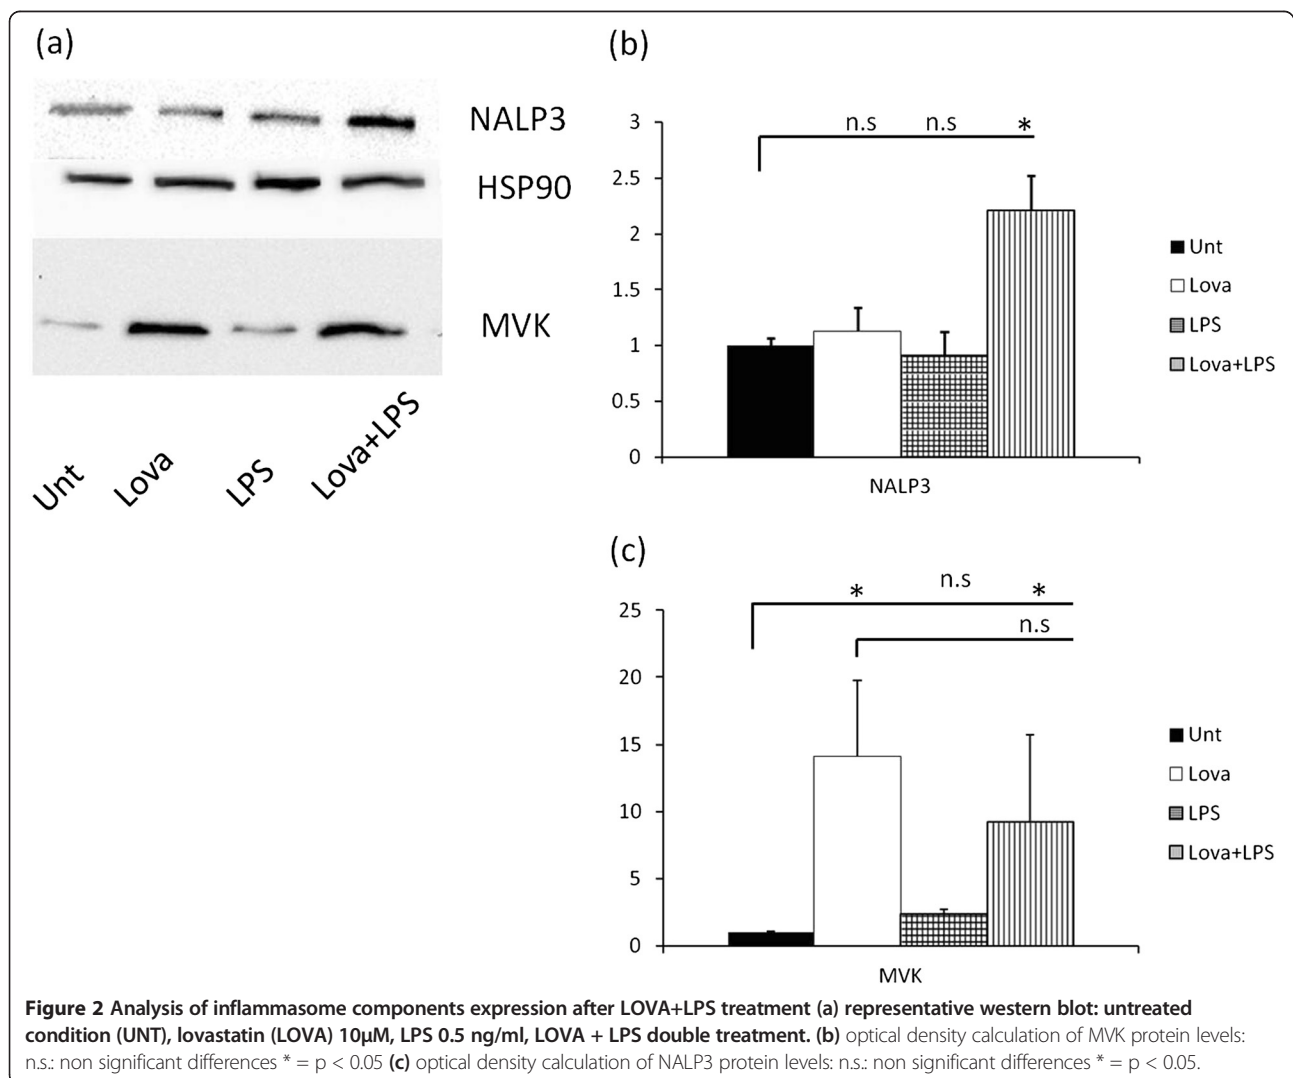 (a)
NALP3
HSP90
MVK
Unt
Lova
LPS
Lova+LPS
(b)
3
2.5
2
1.5
1
0.5
0
n.s
n.s
*
NALP3
Unt
Lova
LPS
Lova+LPS
(c)
25
20
15
10
5
0
*
n.s
*
n.s
MVK
Unt
Lova
LPS
Lova+LPS
Figure 2 Analysis of inflammasome components expression after LOVA+LPS treatment (a) representative western blot: untreated
condition (UNT), lovastatin (LOVA) 10μM, LPS 0.5 ng/ml, LOVA + LPS double treatment. (b) optical density calculation of MVK protein levels:
n.s.: non significant differences * = p < 0.05 (c) optical density calculation of NALP3 protein levels: n.s.: non significant differences * = p < 0.05.